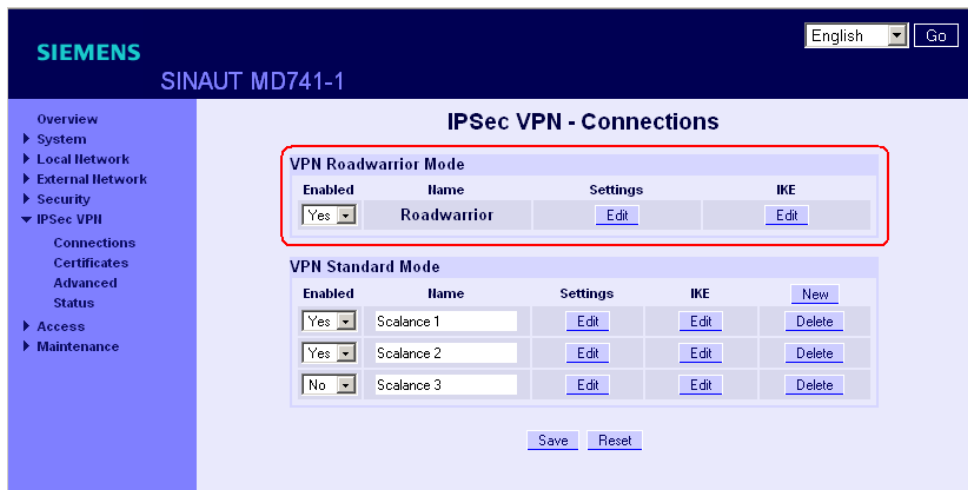 English Go
SIEMENS
SINAUT MD741-1
Overview
System
Local Network
External Network
Security
IPSec VPN
Connections
Certificates
Advanced
Status
Access
Maintenance
IPSec VPN - Connections
VPN Roadwarrior Mode
Enabled Name Settings IKE
Yes Roadwarrior Edit Edit
VPN Standard Mode
Enabled Name Settings IKE New
Yes Scalance 1 Edit Edit Delete
Yes Scalance 2 Edit Edit Delete
No Scalance 3 Edit Edit Delete
Save Reset